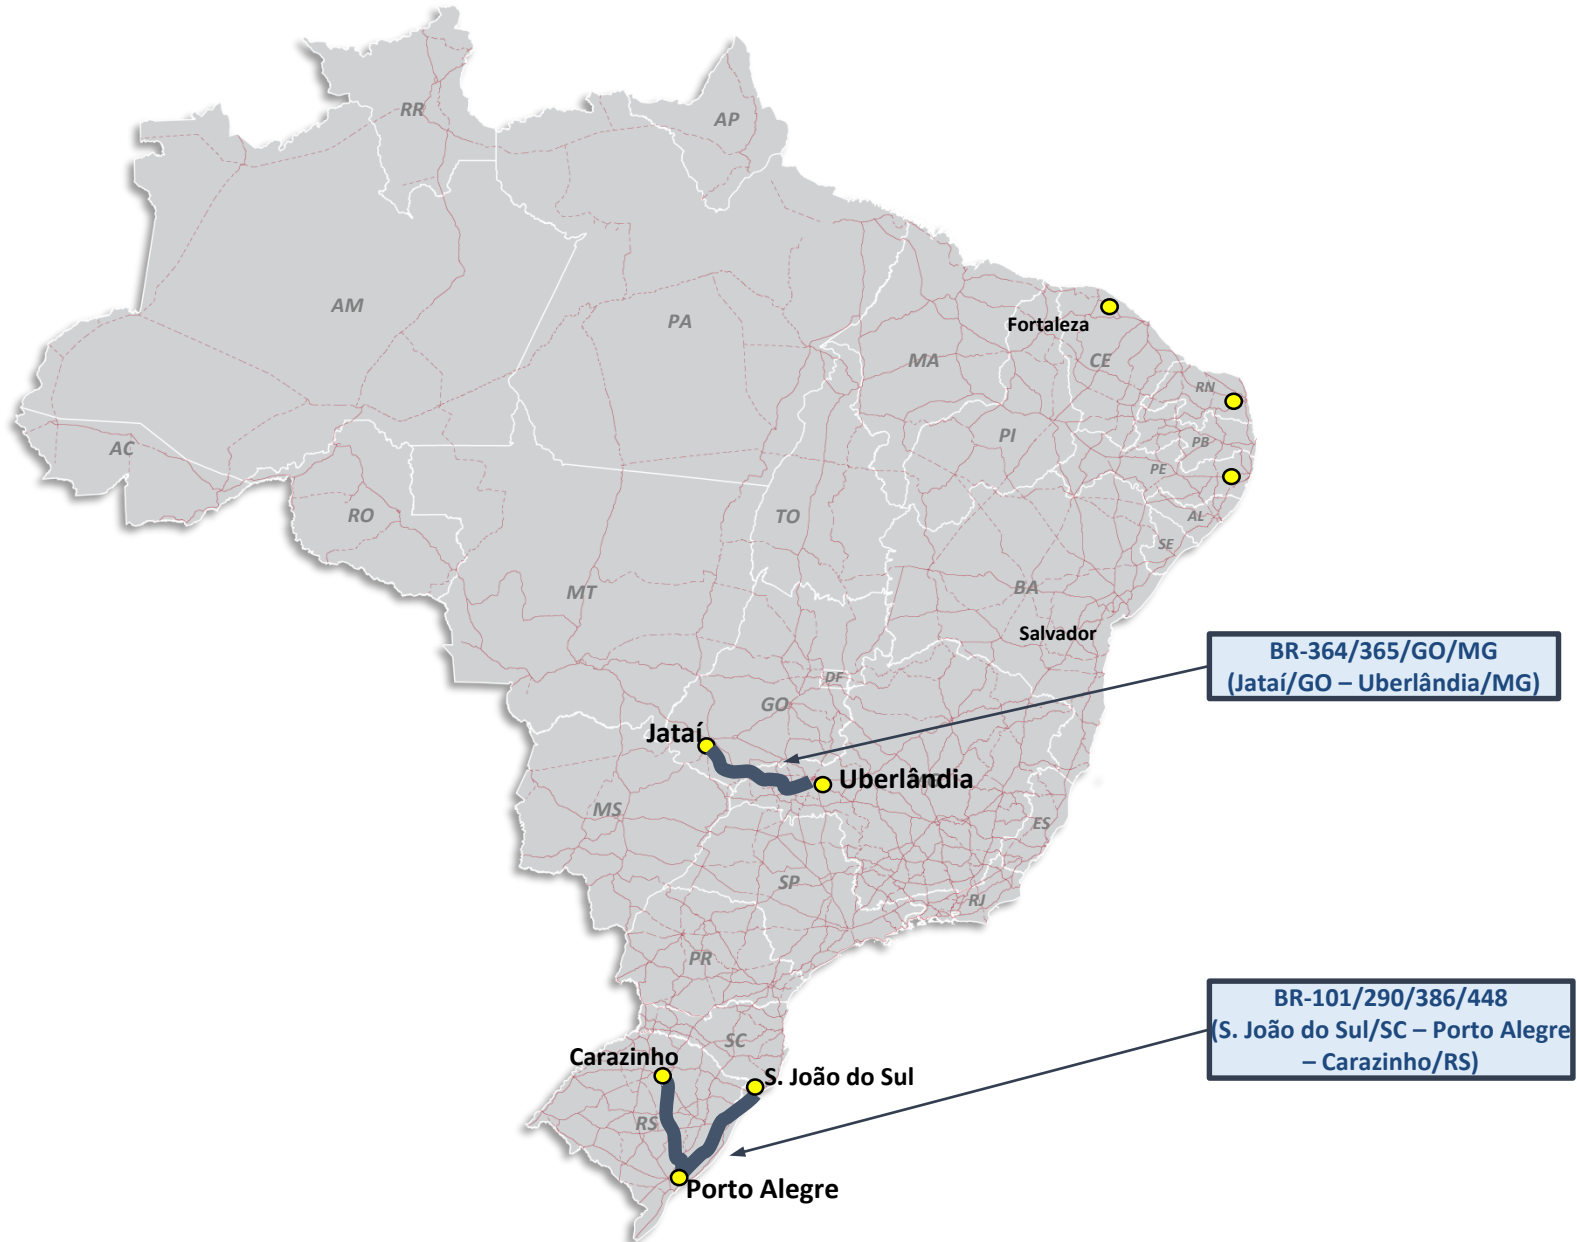 RR
AP
AM
PA
Fortaleza
MA
CE
RN
PI
PB
AC
PE
RO
TO
AL
SE
MT
BA
Salvador
BR-364/365/GO/MG
(Jataí/GO – Uberlândia/MG)
DF
GO
Jataí
Uberlândia
MS
ES
SP
RJ
PR
BR-101/290/386/448
(S. João do Sul/SC – Porto Alegre
– Carazinho/RS)
SC
Carazinho
S. João do Sul
RS
Porto Alegre